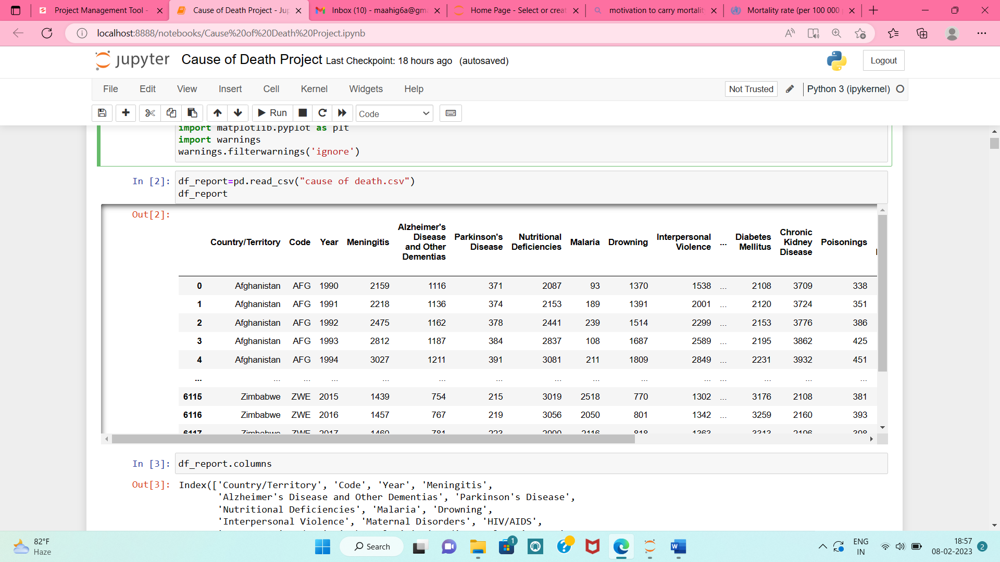 Project Management Tool -
Cause of Death Project - Jup
Inbox (10) - maahig6a@gm
Home Page - Select or creat
motivation to carry mortalit
Mortality rate (per 100 000
localhost:8888/notebooks/Cause%20of%20Death%20Project.ipynb
jupyter Cause of Death Project Last Checkpoint: 18 hours ago (autosaved)
Logout
File Edit View Insert Cell Kernel Widgets Help Not Trusted Python 3 (ipykernel)
Run Code
import matplotlib.pyplot as plt
import warnings
warnings.filterwarnings('ignore')
In [2]: df_report=pd.read_csv("cause of death.csv")
df_report
Out[2]:
Country/Territory Code Year Meningitis Alzheimer's Disease and Other Dementias Parkinson's Disease Nutritional Deficiencies Malaria Drowning Interpersonal Violence ... Diabetes Mellitus Chronic Kidney Disease Poisonings
0 Afghanistan AFG 1990 2159 1116 371 2087 93 1370 1538 ... 2108 3709 338
1 Afghanistan AFG 1991 2218 1136 374 2153 189 1391 2001 ... 2120 3724 351
2 Afghanistan AFG 1992 2475 1162 378 2441 239 1514 2299 ... 2153 3776 386
3 Afghanistan AFG 1993 2812 1187 384 2837 108 1687 2589 ... 2195 3862 425
4 Afghanistan AFG 1994 3027 1211 391 3081 211 1809 2849 ... 2231 3932 451
... ... ... ... ... ... ... ... ... ... ... ... ... ... ...
6115 Zimbabwe ZWE 2015 1439 754 215 3019 2518 770 1302 ... 3176 2108 381
6116 Zimbabwe ZWE 2016 1457 767 219 3056 2050 801 1342 ... 3259 2160 393
6117 Zimbabwe ZWE 2017 1460 781 223 2990 2116 818 1363 ... 3313 2196 398
In [3]: df_report.columns
Out[3]: Index(['Country/Territory', 'Code', 'Year', 'Meningitis',
'Alzheimer's Disease and Other Dementias', 'Parkinson's Disease',
'Nutritional Deficiencies', 'Malaria', 'Drowning',
'Interpersonal Violence', 'Maternal Disorders', 'HIV/AIDS',
82°F
Haze
Search
1
ENG
IN
18:57
08-02-2023
2